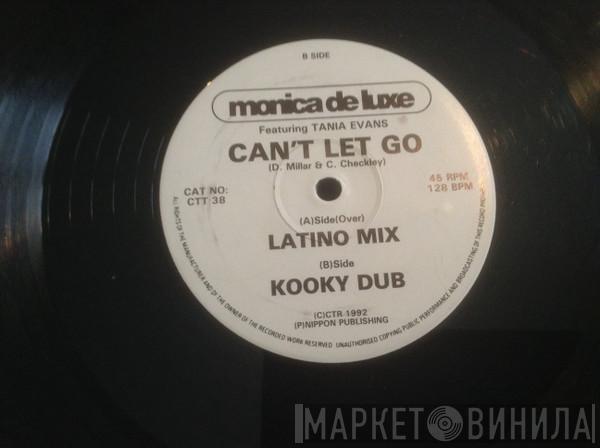 B SIDE
monica de luxe
Featuring TANIA EVANS
CAN'T LET GO
(D. Millar & C. Checkley)
CAT NO:
CTT 38
45 RPM
128 BPM
(A)Side(Over)
LATINO MIX
(B)Side
KOOKY DUB
(C)CTR 1992
(P)NIPPON PUBLISHING
ALL RIGHTS OF THE MANUFACTURER AND OF THE OWNER OF THE RECORDED WORK RESERVED UNAUTHORISED COPYING PUBLIC PERFORMANCE AND BROADCASTING OF THIS RECORD
МАРКЕТ ВИНИЛА